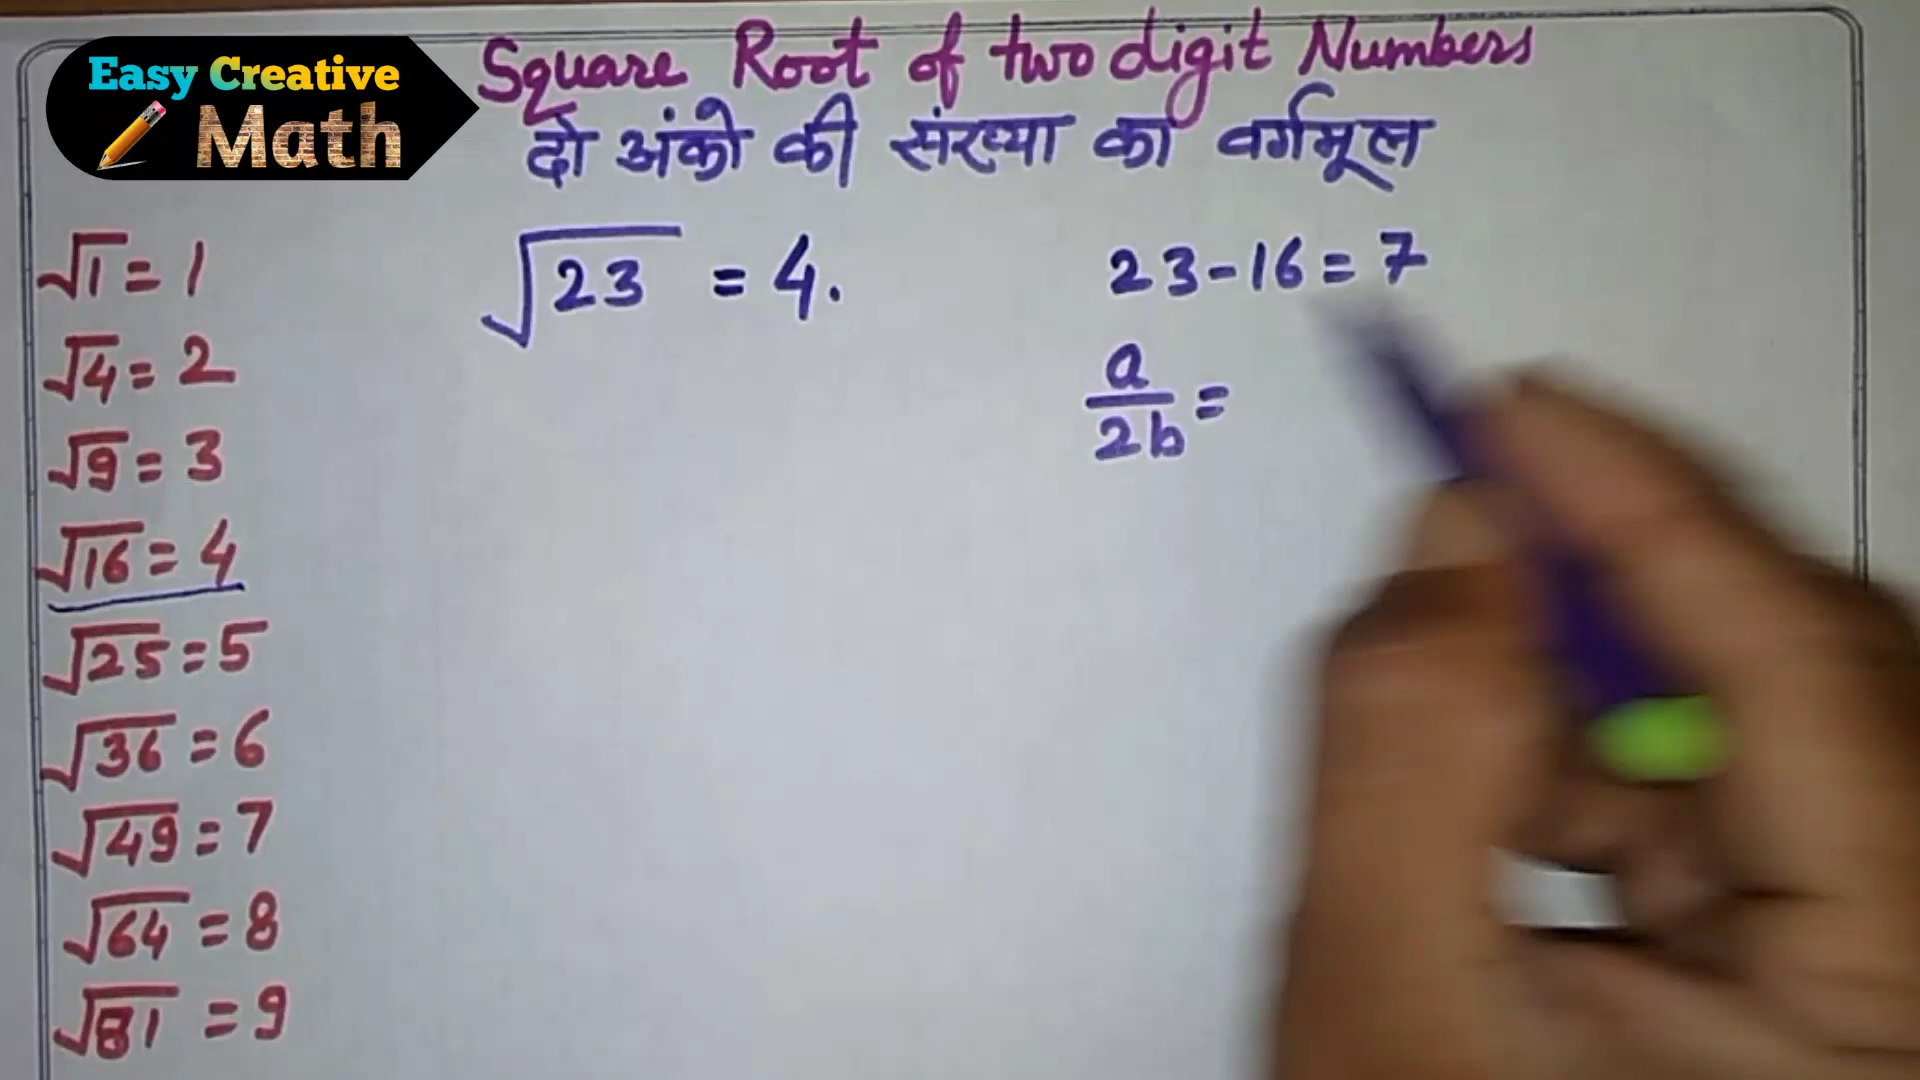 Easy Creative
Math
Square Root of two digit Numbers
दो अंको की संख्या का वर्गमूल
√1 = 1
√4 = 2
√9 = 3
√16 = 4
√25 = 5
√36 = 6
√49 = 7
√64 = 8
√81 = 9
√23 = 4.
23-16=7
a/2b =